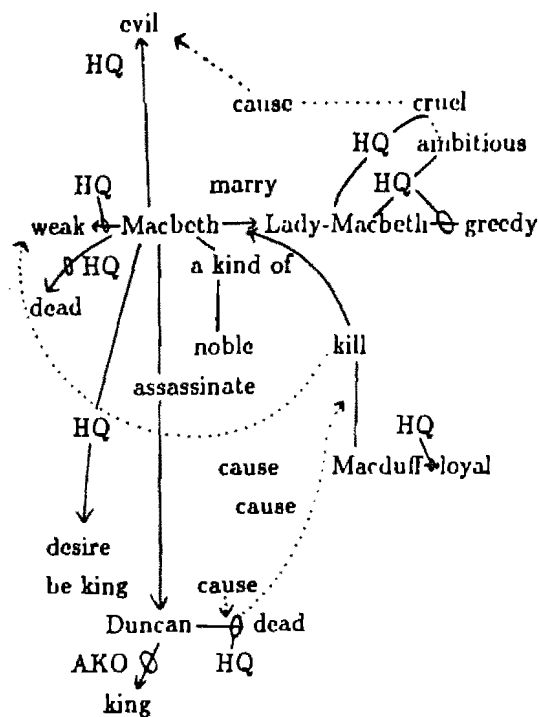 evil
HQ
cause cruel
HQ ambitious
HQ marry HQ
weak Macbeth Lady-Macbeth greedy
HQ a kind of
dead
noble kill
assassinate
HQ HQ
cause Macduff loyal
cause
desire
be king cause
Duncan dead
AKO HQ
king